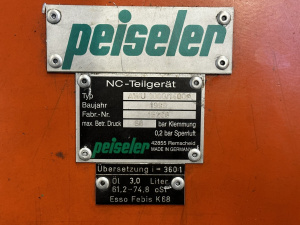 peiseler
NC-Teilgerät
Typ
Baujahr
Fabr.-Nr.
max. Betr. Druck bar Klemmung
0,2 bar Sperrluft
peiseler 42855 Remscheid
MADE IN GERMANY
Übersetzung i = 360:1
Öl 3,0 Liter
61,2-74,8 cSt
Esso Febis K68